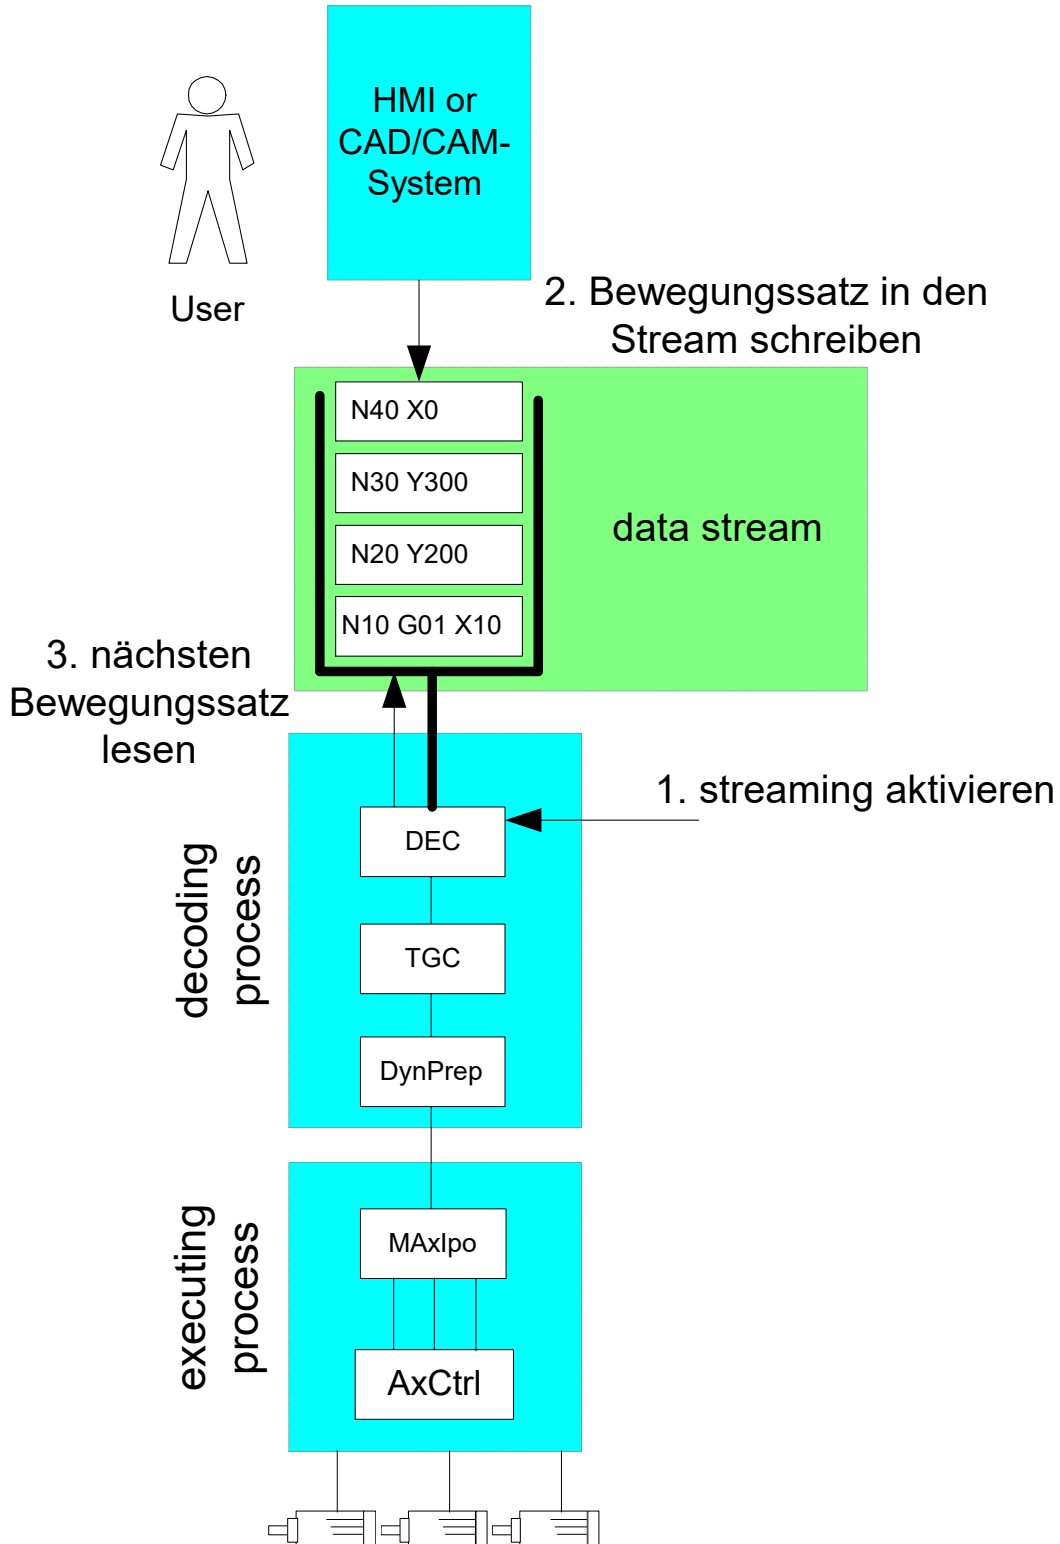 HMI or
CAD/CAM-
System
User
2. Bewegungssatz in den
Stream schreiben
N40 X0
N30 Y300
N20 Y200
N10 G01 X10
data stream
3. nächsten
Bewegungssatz
lesen
1. streaming aktivieren
decoding
process
DEC
TGC
DynPrep
executing
process
MAxIpo
AxCtrl